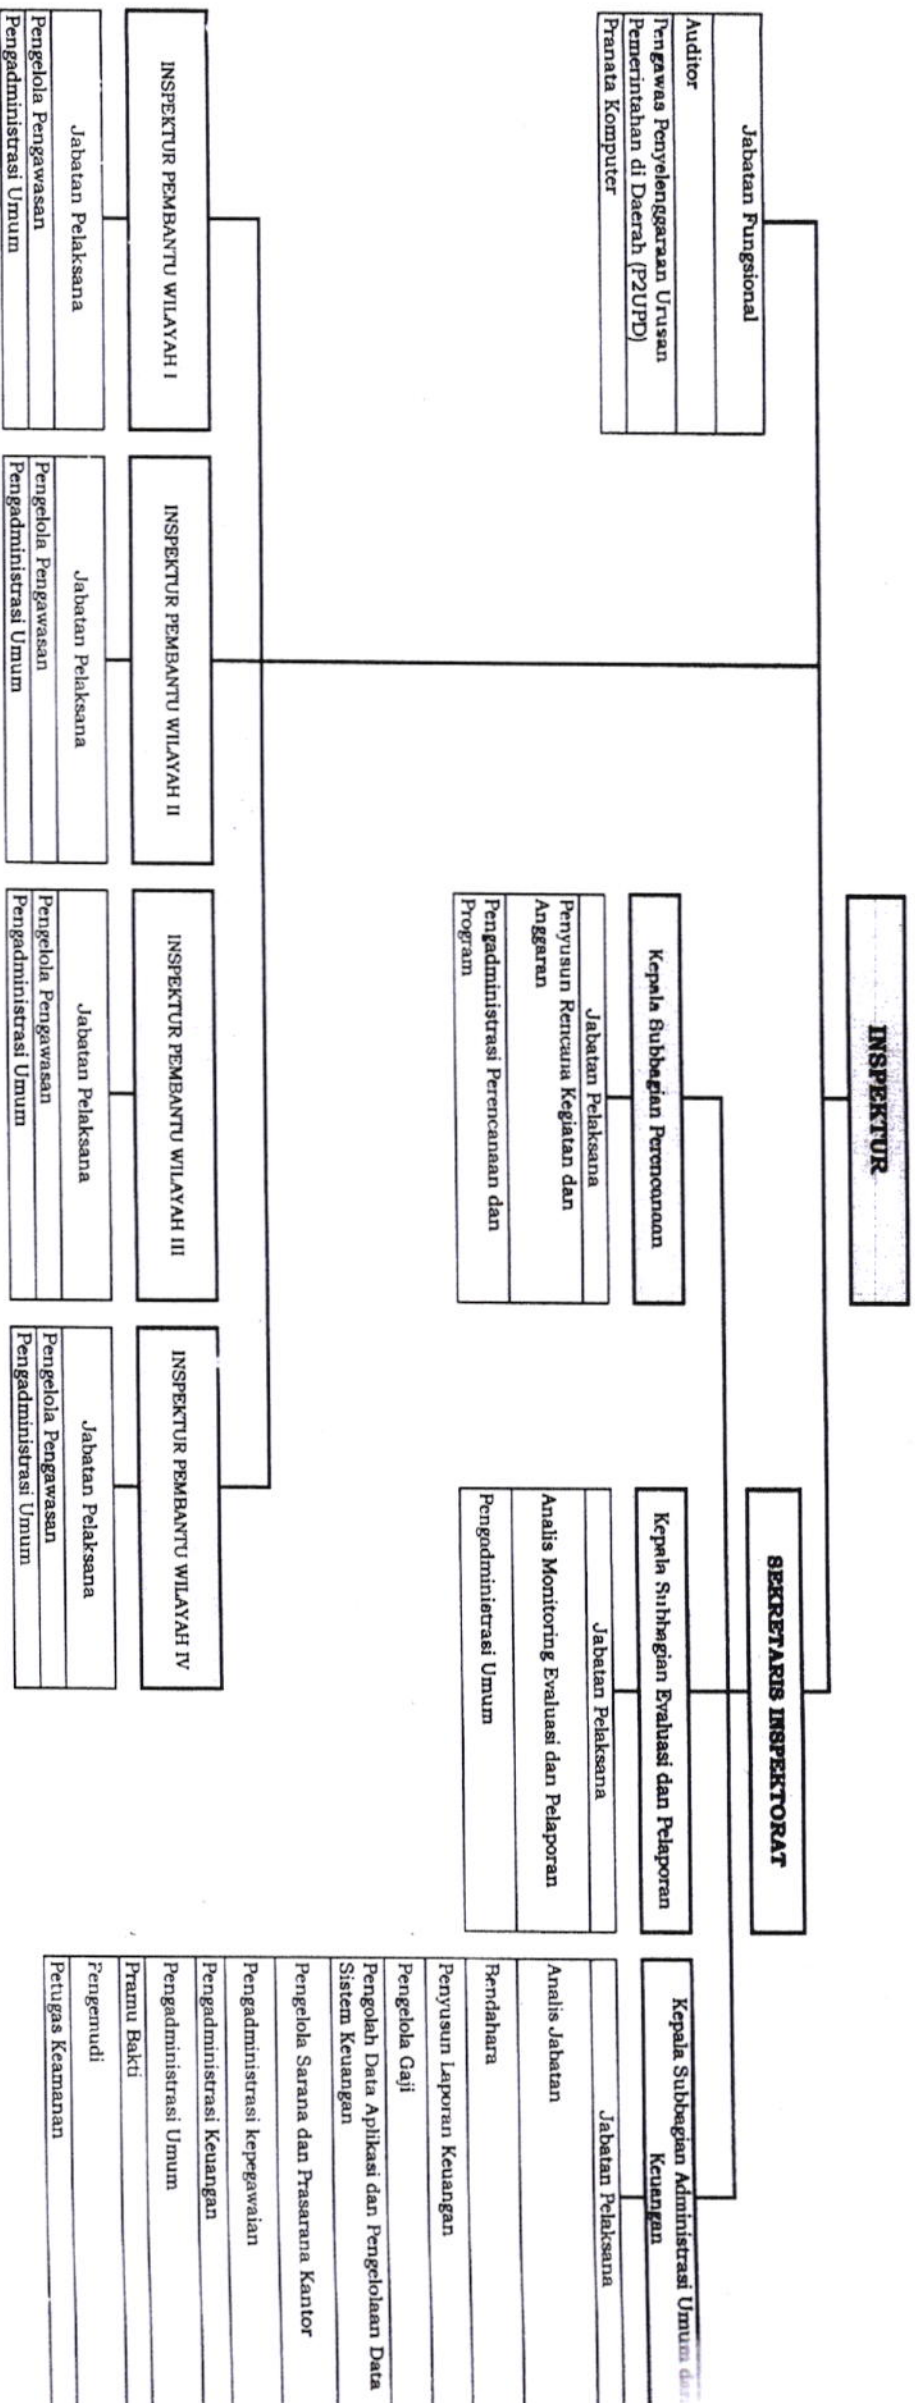 INSPEKTUR
SEKRETARIS INSPEKTORAT
Jabatan Fungsional
Auditor
Pengawas Penyelenggaraan Urusan
Pemerintahan di Daerah (P2UPD)
Pranata Komputer
Kepala Subbagian Perencanaan
Jabatan Pelaksana
Penyusun Rencana Kegiatan dan
Anggaran
Pengadministrasi Perencanaan dan
Program
Kepala Subbagian Evaluasi dan Pelaporan
Jabatan Pelaksana
Analis Monitoring Evaluasi dan Pelaporan
Pengadministrasi Umum
Kepala Subbagian Administrasi Umum dan
Keuangan
Jabatan Pelaksana
Analis Jabatan
Bendahara
Penyusun Laporan Keuangan
Pengelola Gaji
Pengolah Data Aplikasi dan Pengelolaan Data
Sistem Keuangan
Pengelola Sarana dan Prasarana Kantor
Pengadministrasi kepegawaian
Pengadministrasi Keuangan
Pengadministrasi Umum
Pramu Bakti
Pengemudi
Petugas Keamanan
INSPEKTUR PEMBANTU WILAYAH I
Jabatan Pelaksana
Pengelola Pengawasan
Pengadministrasi Umum
INSPEKTUR PEMBANTU WILAYAH II
Jabatan Pelaksana
Pengelola Pengawasan
Pengadministrasi Umum
INSPEKTUR PEMBANTU WILAYAH III
Jabatan Pelaksana
Pengelola Pengawasan
Pengadministrasi Umum
INSPEKTUR PEMBANTU WILAYAH IV
Jabatan Pelaksana
Pengelola Pengawasan
Pengadministrasi Umum